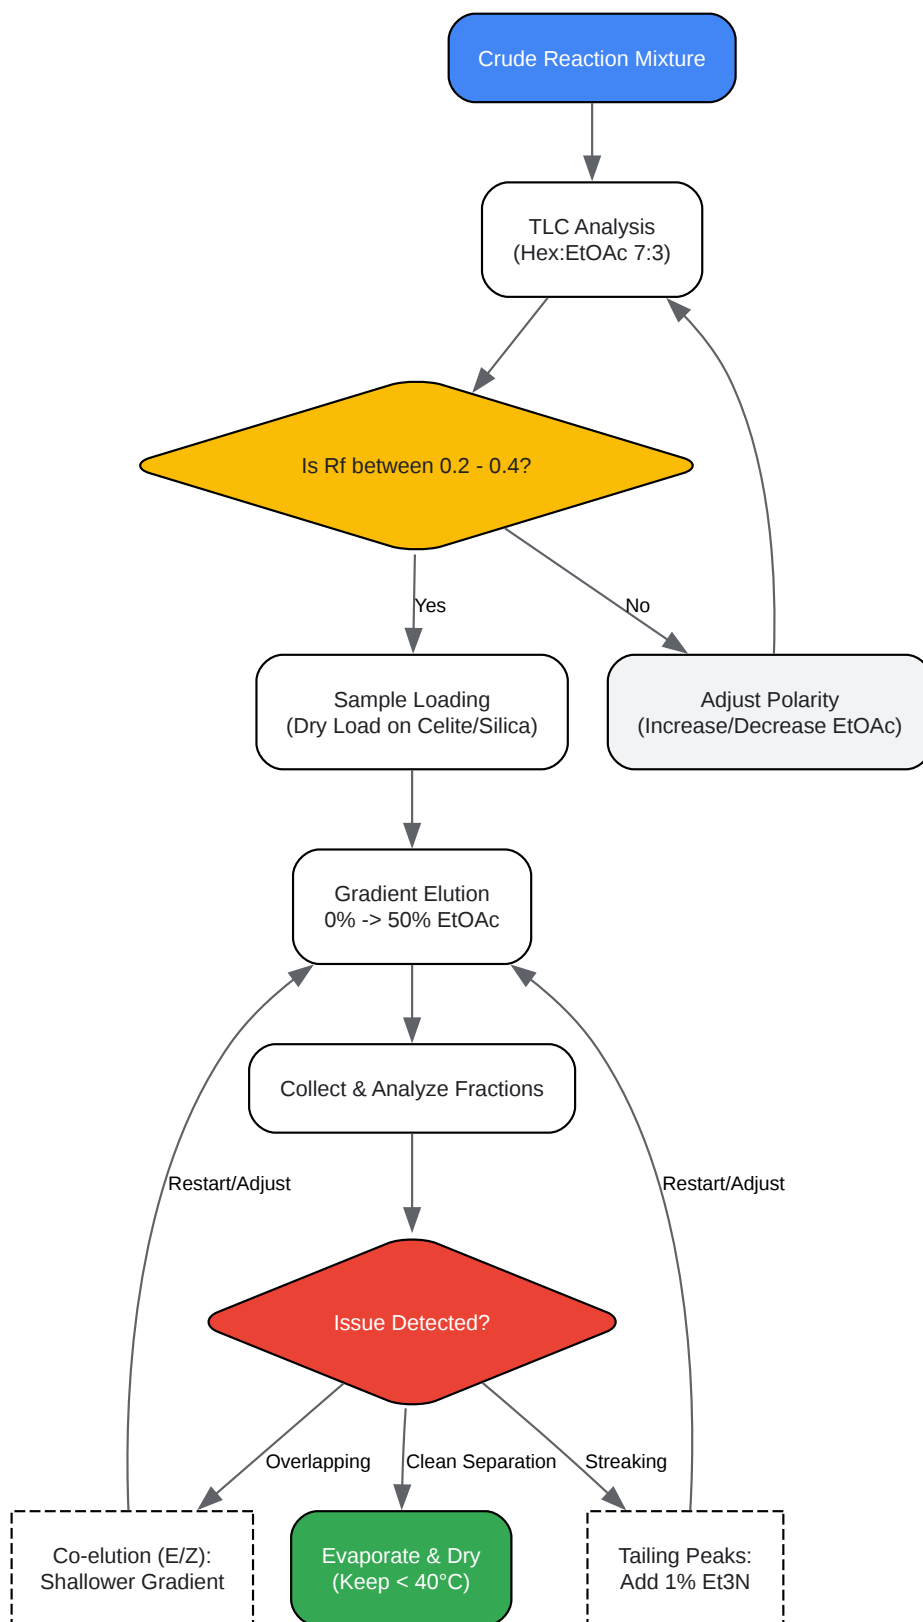 Crude Reaction Mixture
TLC Analysis
(Hex:EtOAc 7:3)
Is Rf between 0.2 - 0.4?
Yes
No
Sample Loading
(Dry Load on Celite/Silica)
Adjust Polarity
(Increase/Decrease EtOAc)
Gradient Elution
0% -> 50% EtOAc
Collect & Analyze Fractions
Restart/Adjust
Restart/Adjust
Issue Detected?
Overlapping
Clean Separation
Streaking
Co-elution (E/Z):
Shallower Gradient
Evaporate & Dry
(Keep < 40°C)
Tailing Peaks:
Add 1% Et3N